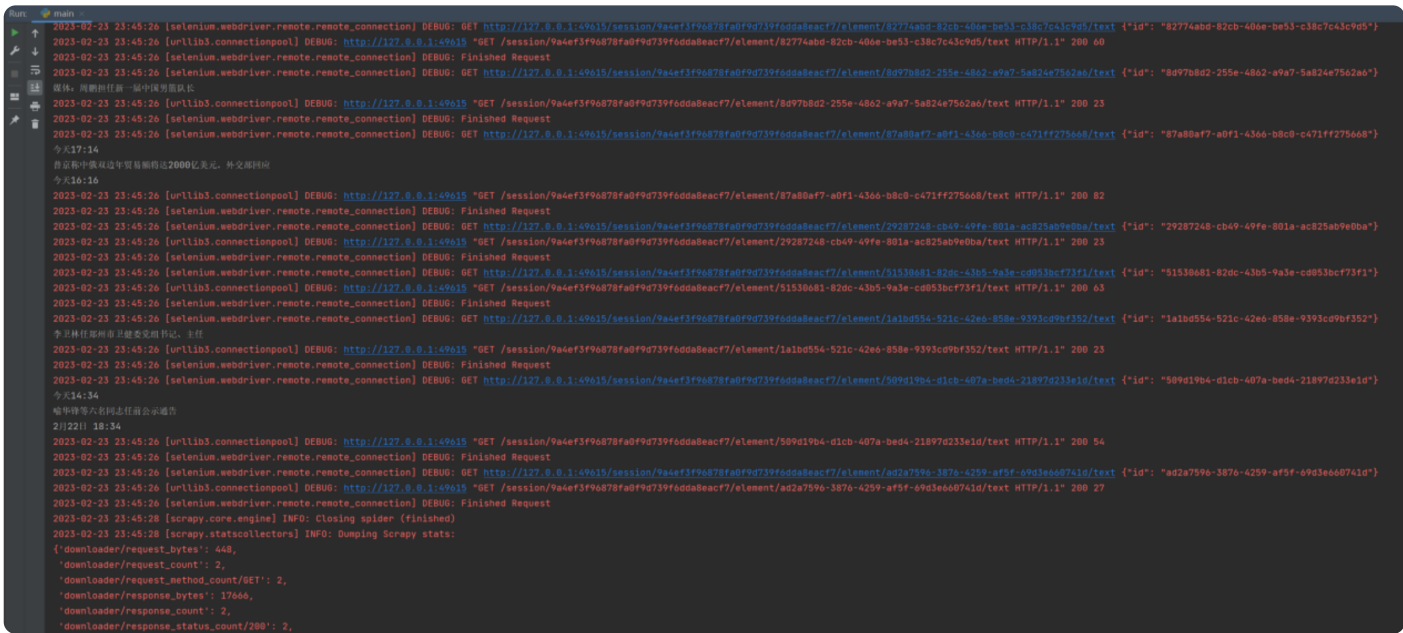 Run: main
2023-02-23 23:45:26 [selenium.webdriver.remote.remote_connection] DEBUG: GET http://127.0.0.1:49615/session/9a4ef3f96878fa0f9d739f6dda8eacf7/element/82774abd-82cb-406e-be53-c38c7c43c9d5/text {"id": "82774abd-82cb-406e-be53-c38c7c43c9d5"}
2023-02-23 23:45:26 [urllib3.connectionpool] DEBUG: http://127.0.0.1:49615 "GET /session/9a4ef3f96878fa0f9d739f6dda8eacf7/element/82774abd-82cb-406e-be53-c38c7c43c9d5/text HTTP/1.1" 200 60
2023-02-23 23:45:26 [selenium.webdriver.remote.remote_connection] DEBUG: Finished Request
2023-02-23 23:45:26 [selenium.webdriver.remote.remote_connection] DEBUG: GET http://127.0.0.1:49615/session/9a4ef3f96878fa0f9d739f6dda8eacf7/element/8d97b8d2-255e-4862-a9a7-5a824e7562a6/text {"id": "8d97b8d2-255e-4862-a9a7-5a824e7562a6"}
媒体：周鹏担任新一届中国男篮队长
2023-02-23 23:45:26 [urllib3.connectionpool] DEBUG: http://127.0.0.1:49615 "GET /session/9a4ef3f96878fa0f9d739f6dda8eacf7/element/8d97b8d2-255e-4862-a9a7-5a824e7562a6/text HTTP/1.1" 200 23
2023-02-23 23:45:26 [selenium.webdriver.remote.remote_connection] DEBUG: Finished Request
2023-02-23 23:45:26 [selenium.webdriver.remote.remote_connection] DEBUG: GET http://127.0.0.1:49615/session/9a4ef3f96878fa0f9d739f6dda8eacf7/element/87a80af7-a0f1-4366-b8c0-c471ff275668/text {"id": "87a80af7-a0f1-4366-b8c0-c471ff275668"}
今天17:14
普京称中俄双边年贸易额将达2000亿美元，外交部回应
今天16:16
2023-02-23 23:45:26 [urllib3.connectionpool] DEBUG: http://127.0.0.1:49615 "GET /session/9a4ef3f96878fa0f9d739f6dda8eacf7/element/87a80af7-a0f1-4366-b8c0-c471ff275668/text HTTP/1.1" 200 82
2023-02-23 23:45:26 [selenium.webdriver.remote.remote_connection] DEBUG: Finished Request
2023-02-23 23:45:26 [selenium.webdriver.remote.remote_connection] DEBUG: GET http://127.0.0.1:49615/session/9a4ef3f96878fa0f9d739f6dda8eacf7/element/29287248-cb49-49fe-801a-ac825ab9e0ba/text {"id": "29287248-cb49-49fe-801a-ac825ab9e0ba"}
2023-02-23 23:45:26 [urllib3.connectionpool] DEBUG: http://127.0.0.1:49615 "GET /session/9a4ef3f96878fa0f9d739f6dda8eacf7/element/29287248-cb49-49fe-801a-ac825ab9e0ba/text HTTP/1.1" 200 23
2023-02-23 23:45:26 [selenium.webdriver.remote.remote_connection] DEBUG: Finished Request
2023-02-23 23:45:26 [selenium.webdriver.remote.remote_connection] DEBUG: GET http://127.0.0.1:49615/session/9a4ef3f96878fa0f9d739f6dda8eacf7/element/51530681-82dc-43b5-9a3e-cd053bcf73f1/text {"id": "51530681-82dc-43b5-9a3e-cd053bcf73f1"}
2023-02-23 23:45:26 [urllib3.connectionpool] DEBUG: http://127.0.0.1:49615 "GET /session/9a4ef3f96878fa0f9d739f6dda8eacf7/element/51530681-82dc-43b5-9a3e-cd053bcf73f1/text HTTP/1.1" 200 63
2023-02-23 23:45:26 [selenium.webdriver.remote.remote_connection] DEBUG: Finished Request
2023-02-23 23:45:26 [selenium.webdriver.remote.remote_connection] DEBUG: GET http://127.0.0.1:49615/session/9a4ef3f96878fa0f9d739f6dda8eacf7/element/1a1bd554-521c-42e6-858e-9393cd9bf352/text {"id": "1a1bd554-521c-42e6-858e-9393cd9bf352"}
李卫林任郑州市卫健委党组书记、主任
2023-02-23 23:45:26 [urllib3.connectionpool] DEBUG: http://127.0.0.1:49615 "GET /session/9a4ef3f96878fa0f9d739f6dda8eacf7/element/1a1bd554-521c-42e6-858e-9393cd9bf352/text HTTP/1.1" 200 23
2023-02-23 23:45:26 [selenium.webdriver.remote.remote_connection] DEBUG: Finished Request
2023-02-23 23:45:26 [selenium.webdriver.remote.remote_connection] DEBUG: GET http://127.0.0.1:49615/session/9a4ef3f96878fa0f9d739f6dda8eacf7/element/509d19b4-d1cb-407a-bed4-21897d233e1d/text {"id": "509d19b4-d1cb-407a-bed4-21897d233e1d"}
今天14:34
喻华锋等六名同志任前公示通告
2月22日 18:34
2023-02-23 23:45:26 [urllib3.connectionpool] DEBUG: http://127.0.0.1:49615 "GET /session/9a4ef3f96878fa0f9d739f6dda8eacf7/element/509d19b4-d1cb-407a-bed4-21897d233e1d/text HTTP/1.1" 200 54
2023-02-23 23:45:26 [selenium.webdriver.remote.remote_connection] DEBUG: Finished Request
2023-02-23 23:45:26 [selenium.webdriver.remote.remote_connection] DEBUG: GET http://127.0.0.1:49615/session/9a4ef3f96878fa0f9d739f6dda8eacf7/element/ad2a7596-3876-4259-af5f-69d3e660741d/text {"id": "ad2a7596-3876-4259-af5f-69d3e660741d"}
2023-02-23 23:45:26 [urllib3.connectionpool] DEBUG: http://127.0.0.1:49615 "GET /session/9a4ef3f96878fa0f9d739f6dda8eacf7/element/ad2a7596-3876-4259-af5f-69d3e660741d/text HTTP/1.1" 200 27
2023-02-23 23:45:26 [selenium.webdriver.remote.remote_connection] DEBUG: Finished Request
2023-02-23 23:45:28 [scrapy.core.engine] INFO: Closing spider (finished)
2023-02-23 23:45:28 [scrapy.statscollectors] INFO: Dumping Scrapy stats:
{'downloader/request_bytes': 448,
'downloader/request_count': 2,
'downloader/request_method_count/GET': 2,
'downloader/response_bytes': 17666,
'downloader/response_count': 2,
'downloader/response_status_count/200': 2,